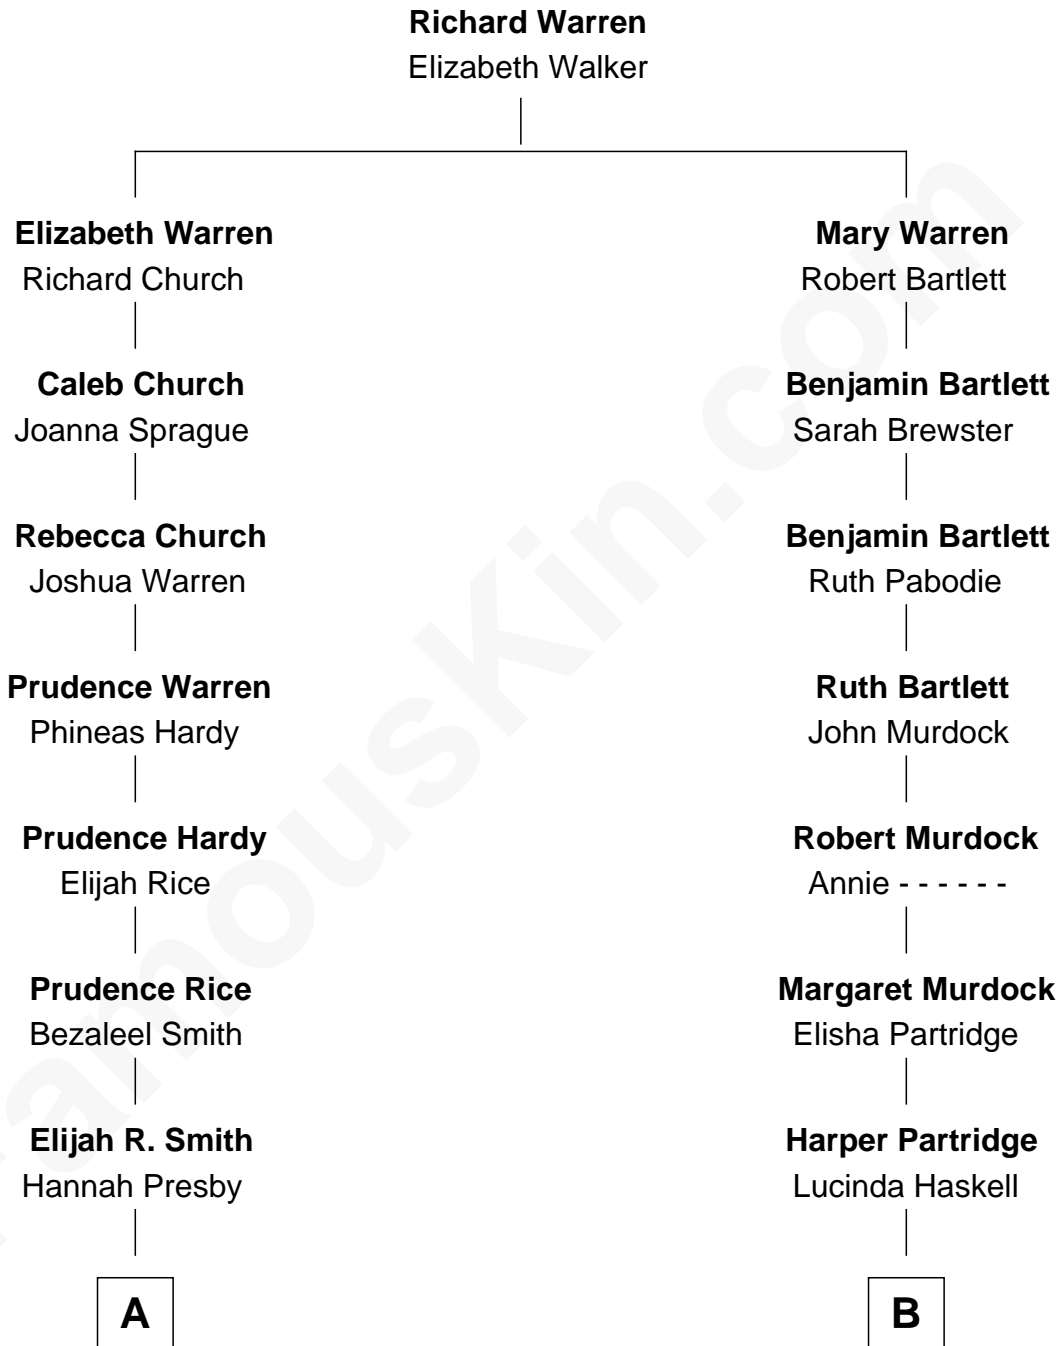 Richard Warren
Elizabeth Walker
Elizabeth Warren
Richard Church
Mary Warren
Robert Bartlett
Caleb Church
Joanna Sprague
Benjamin Bartlett
Sarah Brewster
Rebecca Church
Joshua Warren
Benjamin Bartlett
Ruth Pabodie
Prudence Warren
Phineas Hardy
Ruth Bartlett
John Murdock
Prudence Hardy
Elijah Rice
Robert Murdock
Annie - - - - - -
Prudence Rice
Bezaleel Smith
Margaret Murdock
Elisha Partridge
Elijah R. Smith
Hannah Presby
Harper Partridge
Lucinda Haskell
A
B
FamousKin.com